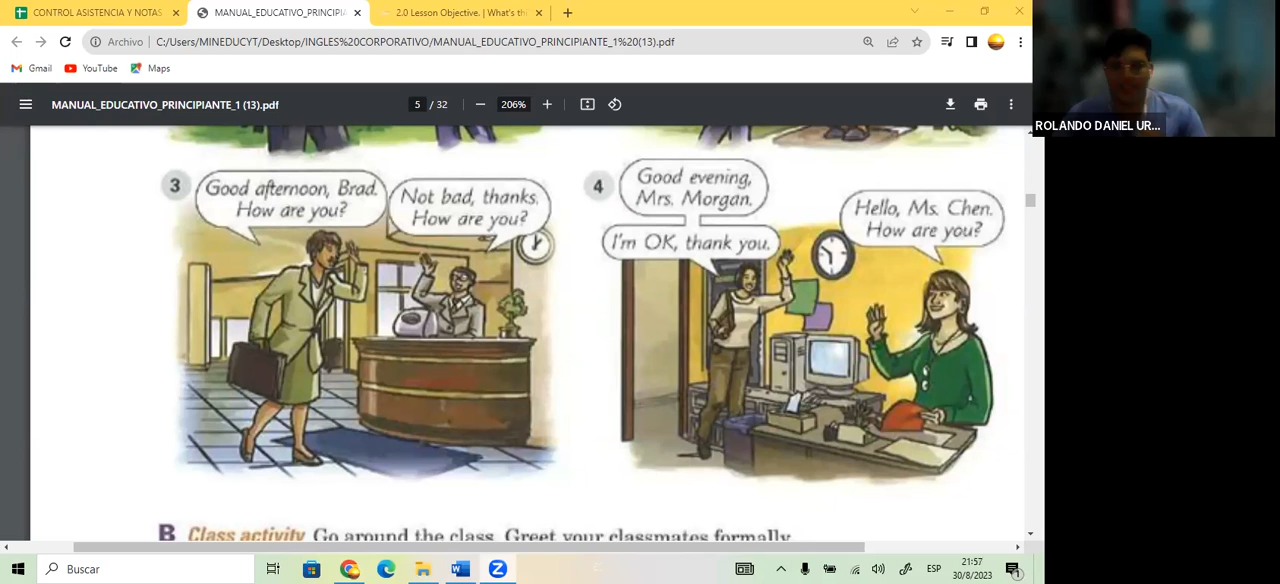 CONTROL ASISTENCIA Y NOTAS
MANUAL_EDUCATIVO_PRINCIPIA
2.0 Lesson Objective. | What's th
Archivo
C:/Users/MINEDUCYT/Desktop/INGLES%20CORPORATIVO/MANUAL_EDUCATIVO_PRINCIPIANTE_1%20(13).pdf
Gmail
YouTube
Maps
MANUAL_EDUCATIVO_PRINCIPIANTE_1 (13).pdf
5 / 32
206%
ROLANDO DANIEL UR...
3
Good afternoon, Brad.
How are you?
Not bad, thanks.
How are you?
4
Good evening,
Mrs. Morgan.
I'm OK, thank you.
Hello, Ms. Chen.
How are you?
B Class activity Go around the class. Greet your classmates formally
Buscar
ESP
21:57
30/8/2023
1